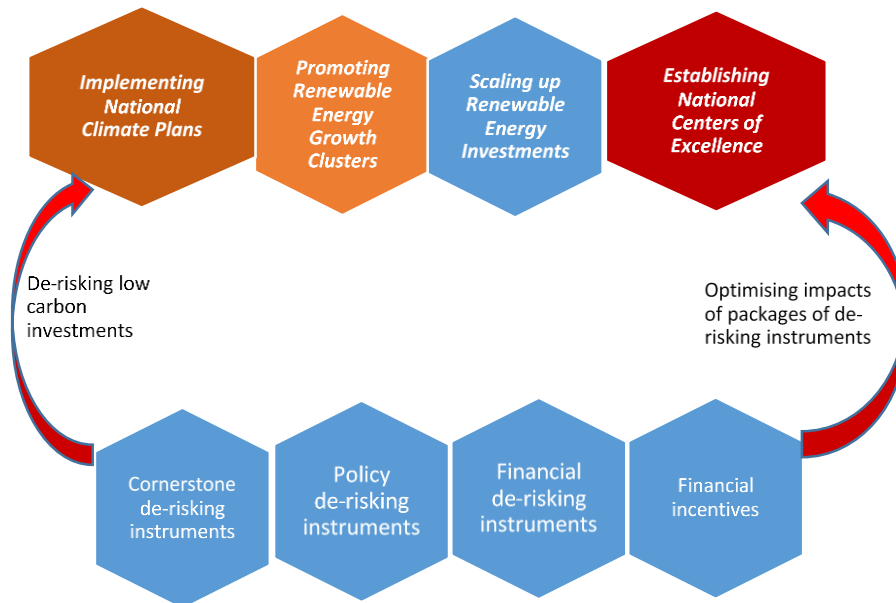 Implementing
National
Climate Plans
Promoting
Renewable
Energy
Growth
Clusters
Scaling up
Renewable
Energy
Investments
Establishing
National
Centers of
Excellence
De-risking low
carbon
investments
Optimising impacts
of packages of de-
risking instruments
Cornerstone
de-risking
instruments
Policy
de-risking
instruments
Financial
de-risking
instruments
Financial
incentives